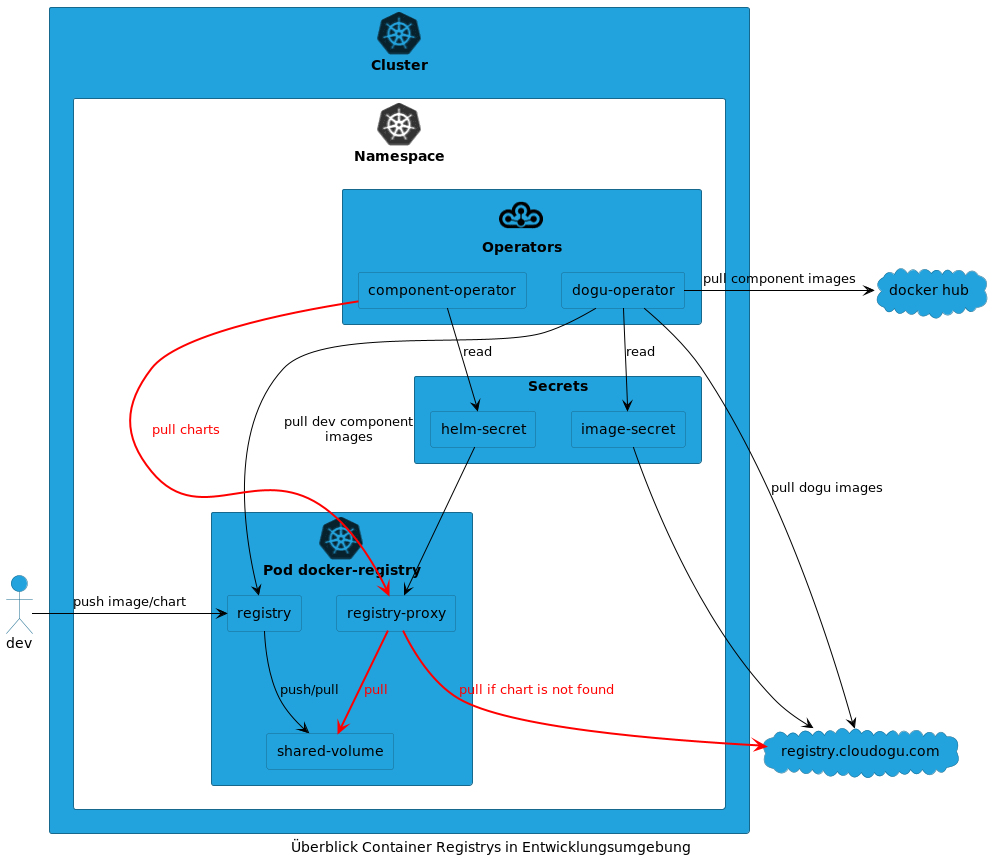 Cluster
Namespace
Operators
component-operator
dogu-operator
pull component images
docker hub
read
read
Secrets
helm-secret
image-secret
pull charts
pull dev component
images
pull dogu images
Pod docker-registry
registry
registry-proxy
push image/chart
dev
push/pull
pull
pull if chart is not found
shared-volume
registry.cloudogu.com
Überblick Container Registrys in Entwicklungsumgebung